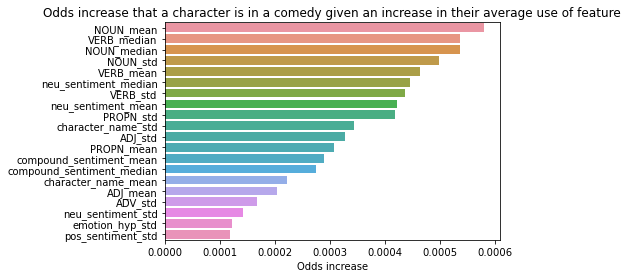 Odds increase that a character is in a comedy given an increase in their average use of feature
NOUN_mean
VERB_median
NOUN_median
NOUN_std
VERB_mean
neu_sentiment_median
VERB_std
neu_sentiment_mean
PROPN_std
character_name_std
ADJ_std
PROPN_mean
compound_sentiment_mean
compound_sentiment_median
character_name_mean
ADJ_mean
ADV_std
neu_sentiment_std
emotion_hyp_std
pos_sentiment_std
0.0000 0.0001 0.0002 0.0003 0.0004 0.0005 0.0006
Odds increase